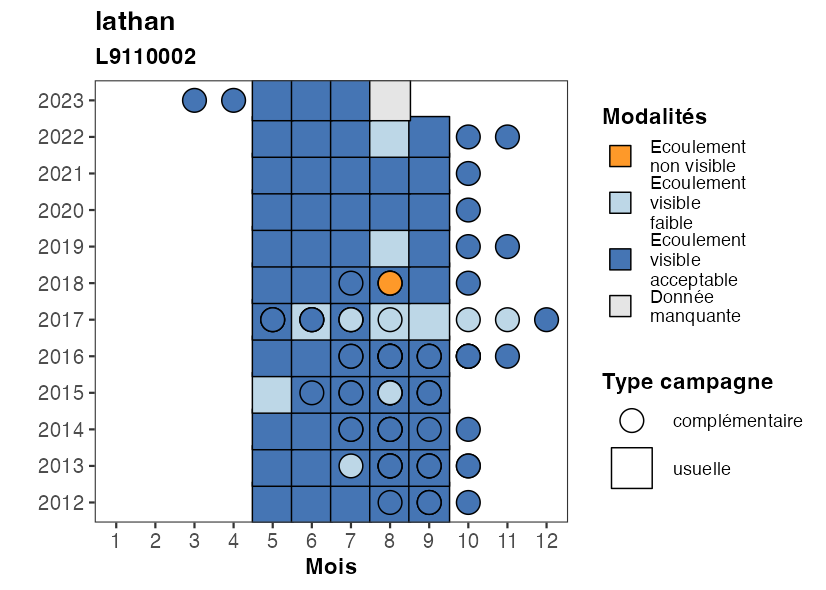 lathan
L9110002
2023
2022
2021
2020
2019
2018
2017
2016
2015
2014
2013
2012
1 2 3 4 5 6 7 8 9 10 11 12
Mois
Modalités
Ecoulement
non visible
Ecoulement
visible
faible
Ecoulement
visible
acceptable
Donnée
manquante
Type campagne
complémentaire
usuelle